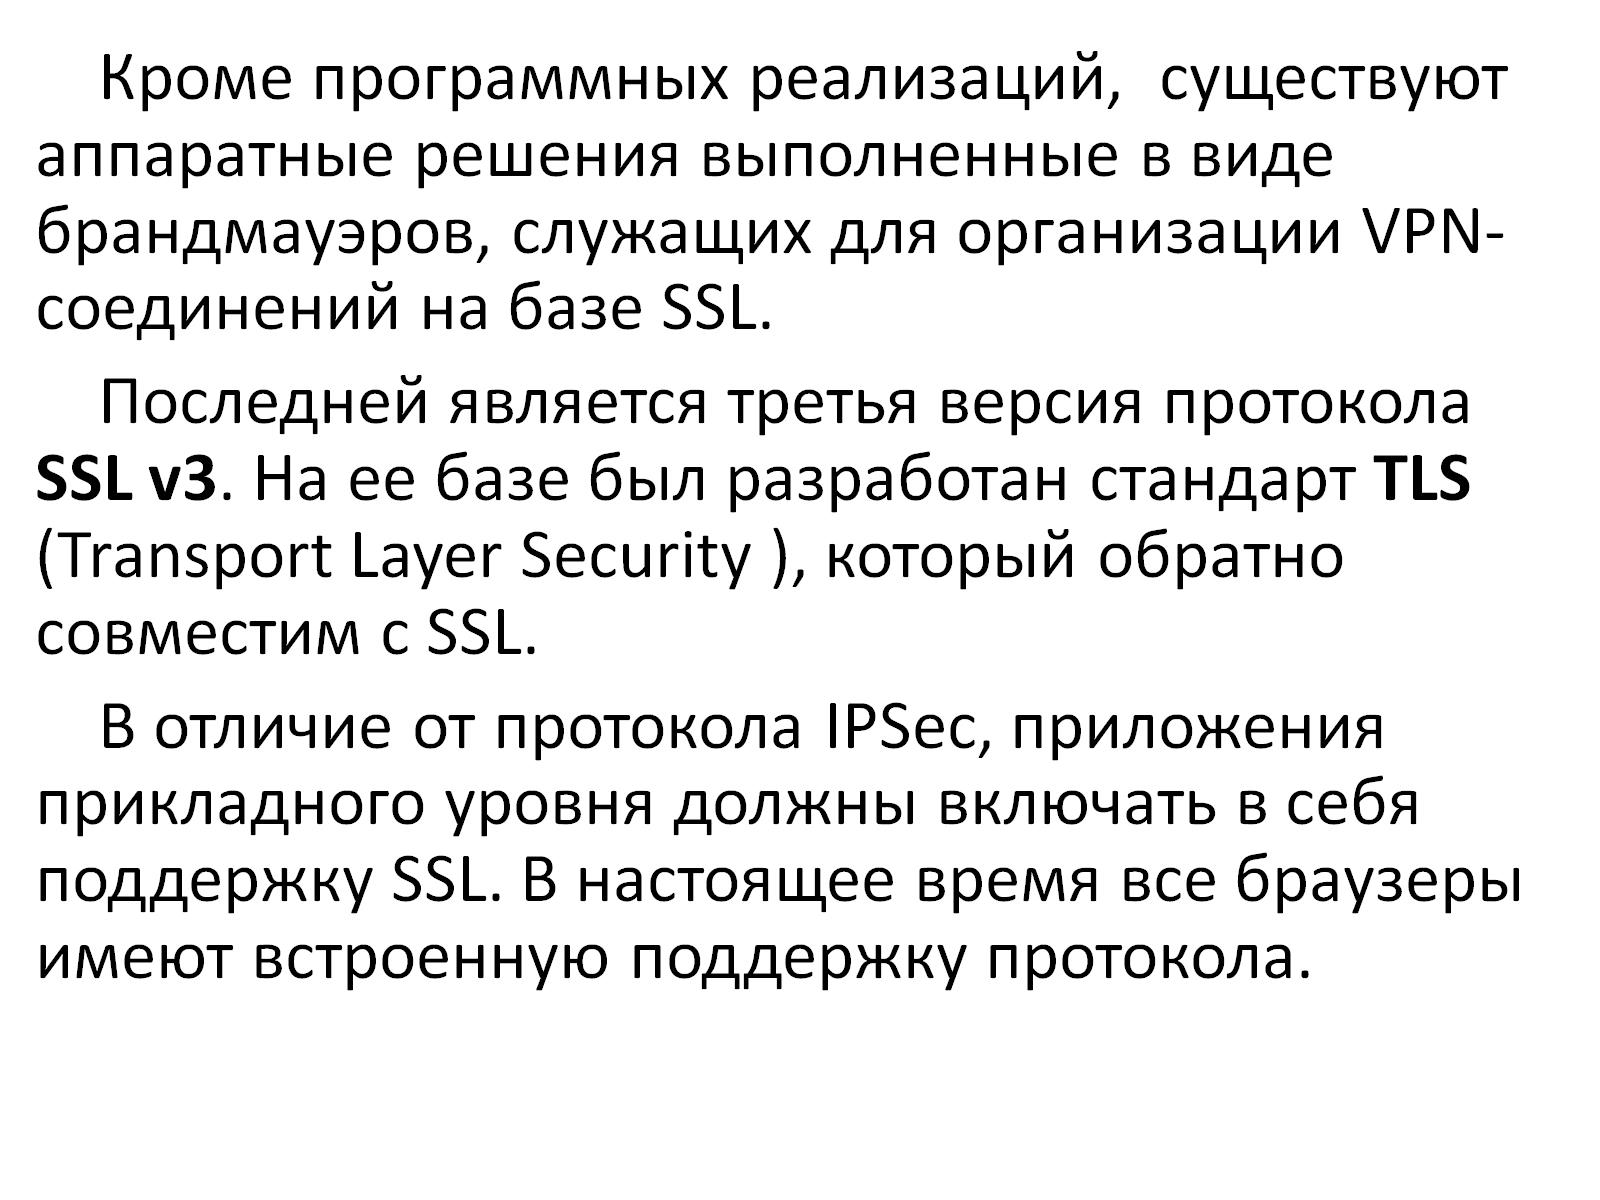 Кроме программных реализаций, существуют
аппаратные решения выполненные в виде
брандмауэров, служащих для организации VPN-
соединений на базе SSL.
Последней является третья версия протокола
SSL v3. На ее базе был разработан стандарт TLS
(Transport Layer Security ), который обратно
совместим с SSL.
В отличие от протокола IPSec, приложения
прикладного уровня должны включать в себя
поддержку SSL. В настоящее время все браузеры
имеют встроенную поддержку протокола.